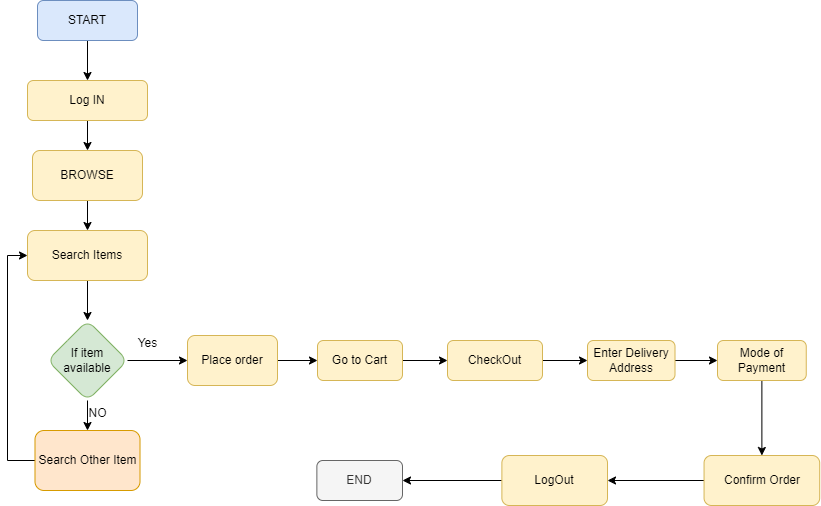 START
Log IN
BROWSE
Search Items
If item
available
Yes
Place order
Go to Cart
CheckOut
Enter Delivery
Address
Mode of
Payment
NO
Search Other Item
END
LogOut
Confirm Order